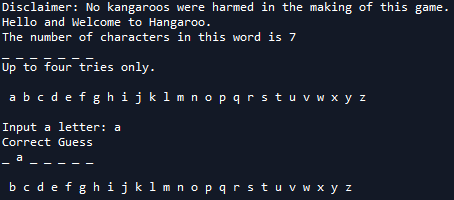 Disclaimer: No kangaroos were harmed in the making of this game.
Hello and Welcome to Hangaroo.
The number of characters in this word is 7
_ _ _ _ _ _ _
Up to four tries only.
a b c d e f g h i j k l m n o p q r s t u v w x y z
Input a letter: a
Correct Guess
_ a _ _ _ _ _
b c d e f g h i j k l m n o p q r s t u v w x y z